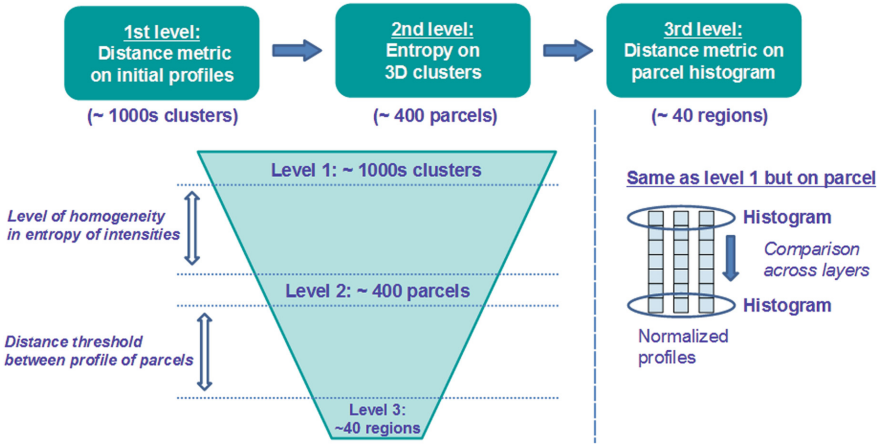 1st level:
Distance metric
on initial profiles
2nd level:
Entropy on
3D clusters
3rd level:
Distance metric on
parcel histogram
(~ 1000s clusters)
(~ 400 parcels)
(~ 40 regions)
Level 1: ~ 1000s clusters
Level of homogeneity
in entropy of intensities
Level 2: ~ 400 parcels
Distance threshold
between profile of parcels
Level 3:
~40 regions
Same as level 1 but on parcel
Histogram
Comparison
across layers
Histogram
Normalized
profiles